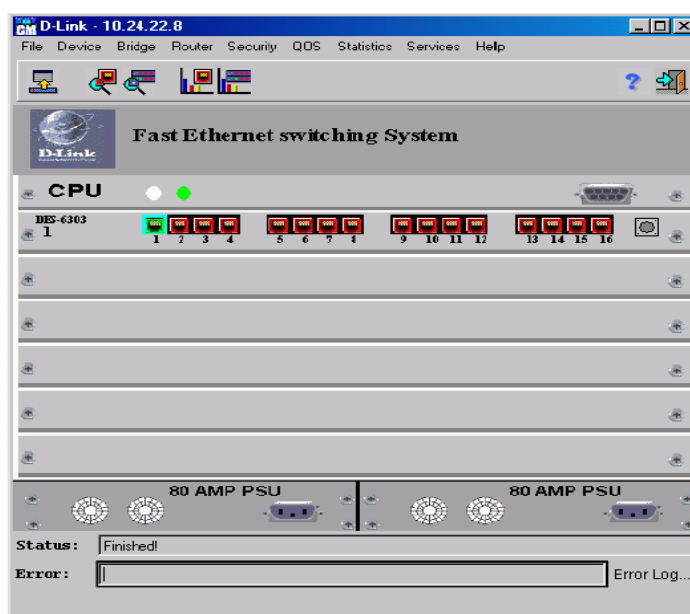 D-Link - 10.24.22.8
File Device Bridge Router Security QOS Statistics Services Help
D-Link
Fast Ethernet switching System
CPU
DES-6303
1
1 2 3 4 5 6 7 8 9 10 11 12 13 14 15 16
80 AMP PSU 80 AMP PSU
Status: Finished!
Error: Error Log...